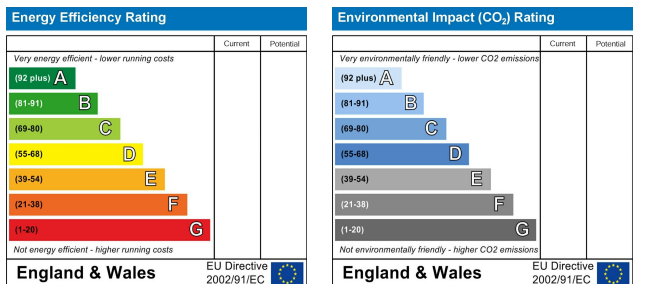 Energy Efficiency Rating
Current Potential
Very energy efficient - lower running costs
(92 plus) A
(81-91) B
(69-80) C
(55-68) D
(39-54) E
(21-38) F
(1-20) G
Not energy efficient - higher running costs
England & Wales
EU Directive
2002/91/EC
Environmental Impact (CO₂) Rating
Current Potential
Very environmentally friendly - lower CO2 emissions
(92 plus) A
(81-91) B
(69-80) C
(55-68) D
(39-54) E
(21-38) F
(1-20) G
Not environmentally friendly - higher CO2 emissions
England & Wales
EU Directive
2002/91/EC